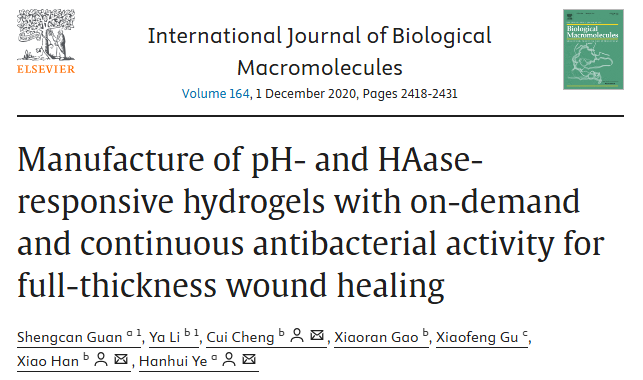 International Journal of Biological
Macromolecules
Volume 164, 1 December 2020, Pages 2418-2431
ELSEVIER
Biological
Macromolecules
Manufacture of pH- and HAase-
responsive hydrogels with on-demand
and continuous antibacterial activity for
full-thickness wound healing
Shengcan Guan a 1, Ya Li b 1, Cui Cheng b, Xiaoran Gao b, Xiaofeng Gu c,
Xiao Han b, Hanhui Ye a